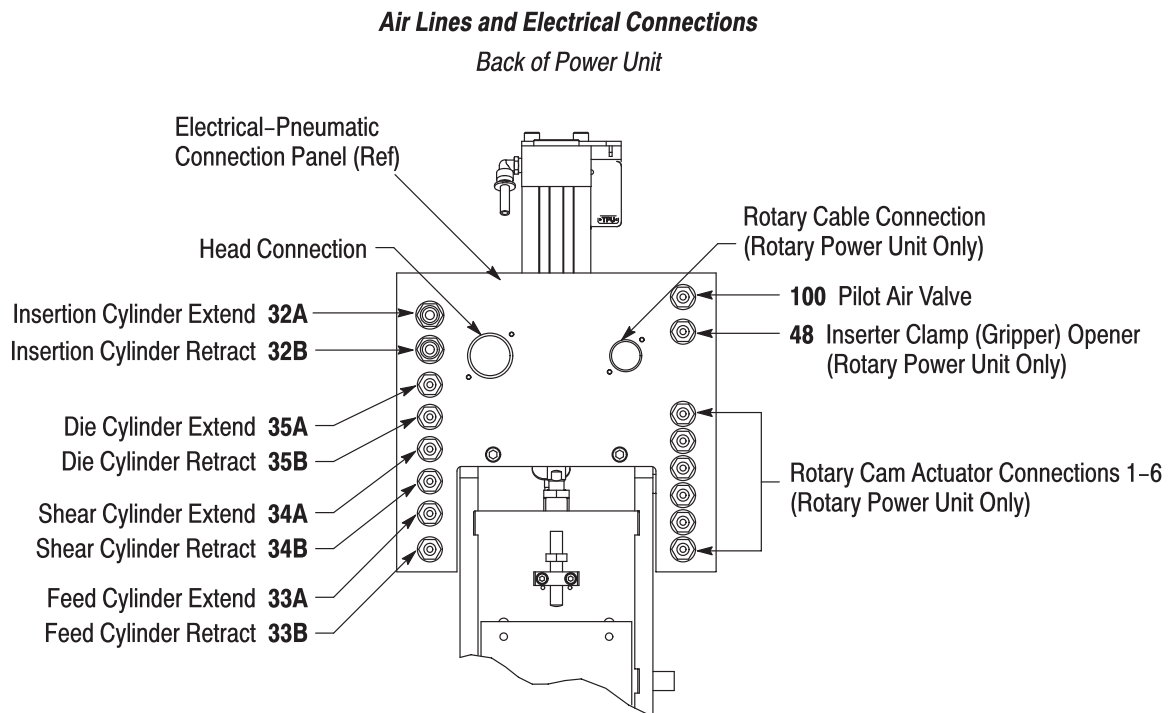 Air Lines and Electrical Connections
Back of Power Unit
Electrical–Pneumatic
Connection Panel (Ref)
Head Connection
Rotary Cable Connection
(Rotary Power Unit Only)
Insertion Cylinder Extend 32A
Insertion Cylinder Retract 32B
Die Cylinder Extend 35A
Die Cylinder Retract 35B
Shear Cylinder Extend 34A
Shear Cylinder Retract 34B
Feed Cylinder Extend 33A
Feed Cylinder Retract 33B
100 Pilot Air Valve
48 Inserter Clamp (Gripper) Opener
(Rotary Power Unit Only)
Rotary Cam Actuator Connections 1–6
(Rotary Power Unit Only)